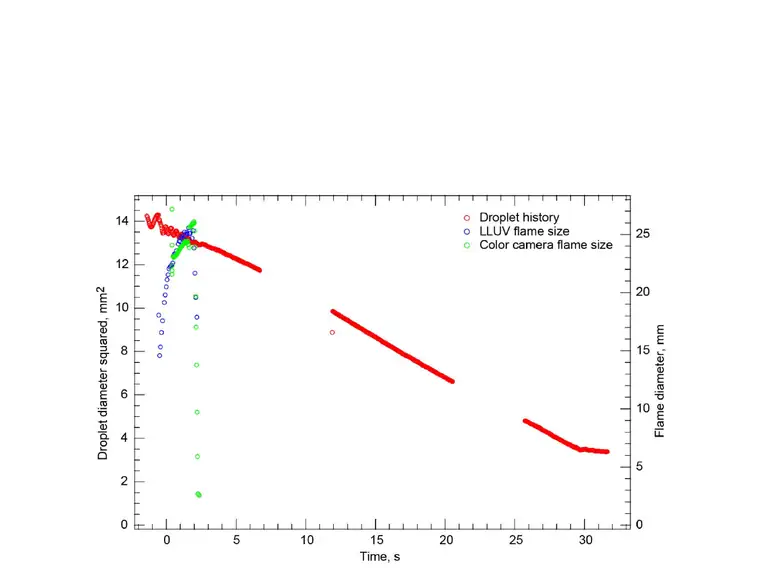 Droplet history
LLUV flame size
Color camera flame size
Droplet diameter squared, mm2
14
12
10
8
6
4
2
0
25
20
15
10
5
0
Flame diameter, mm
0 5 10 15 20 25 30
Time, s